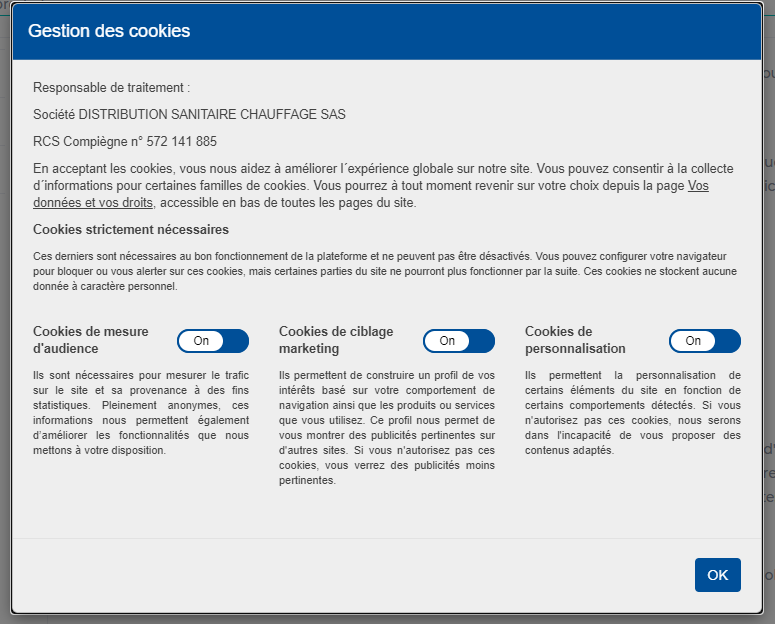 Gestion des cookies
Responsable de traitement :
Société DISTRIBUTION SANITAIRE CHAUFFAGE SAS
RCS Compiègne n° 572 141 885
En acceptant les cookies, vous nous aidez à améliorer l´expérience globale sur notre site. Vous pouvez consentir à la collecte
d´informations pour certaines familles de cookies. Vous pourrez à tout moment revenir sur votre choix depuis la page Vos
données et vos droits, accessible en bas de toutes les pages du site.
Cookies strictement nécessaires
Ces derniers sont nécessaires au bon fonctionnement de la plateforme et ne peuvent pas être désactivés. Vous pouvez configurer votre navigateur
pour bloquer ou vous alerter sur ces cookies, mais certaines parties du site ne pourront plus fonctionner par la suite. Ces cookies ne stockent aucune
donnée à caractère personnel.
Cookies de mesure
d'audience
On
Ils sont nécessaires pour mesurer le trafic
sur le site et sa provenance à des fins
statistiques. Pleinement anonymes, ces
informations nous permettent également
d'améliorer les fonctionnalités que nous
mettons à votre disposition.
Cookies de ciblage
marketing
On
Ils permettent de construire un profil de vos
intérêts basé sur votre comportement de
navigation ainsi que les produits ou services
que vous utilisez. Ce profil nous permet de
vous montrer des publicités pertinentes sur
d'autres sites. Si vous n'autorisez pas ces
cookies, vous verrez des publicités moins
pertinentes.
Cookies de
personnalisation
On
Ils permettent la personnalisation de
certains éléments du site en fonction de
certains comportements détectés. Si vous
n'autorisez pas ces cookies, nous serons
dans l'incapacité de vous proposer des
contenus adaptés.
OK